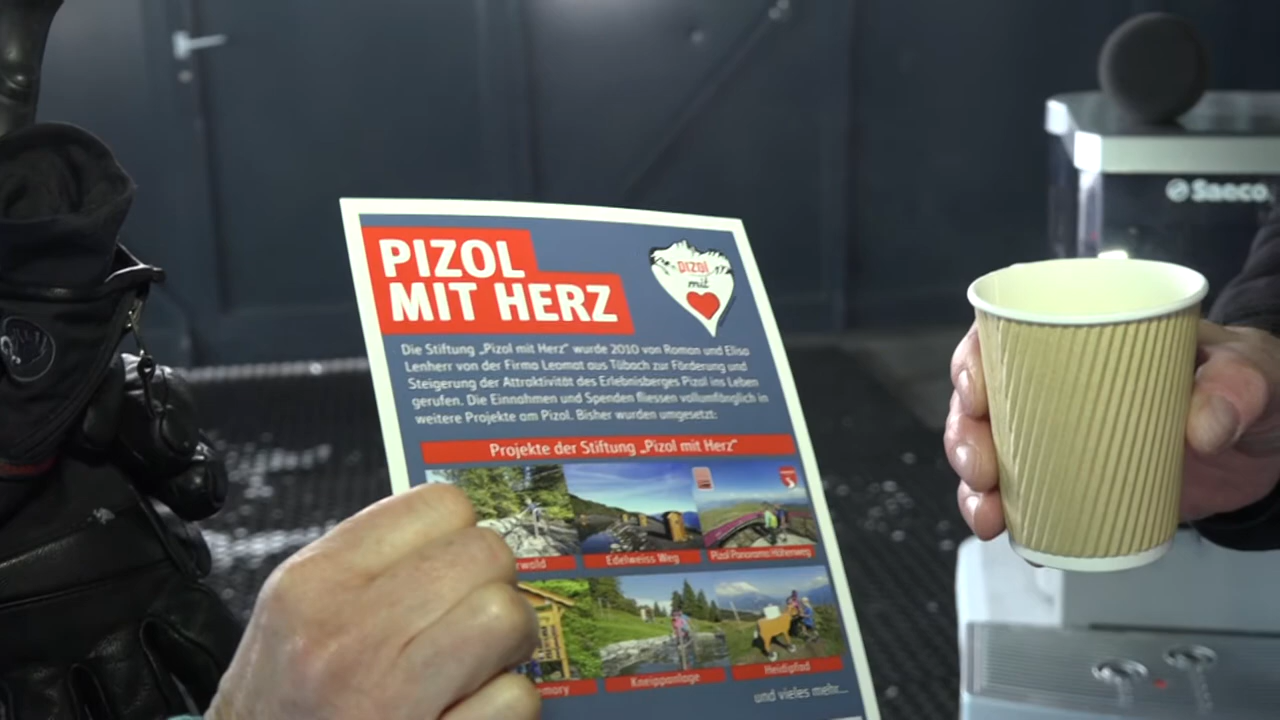 Saeco
PIZOL
MIT HERZ
pizol
mit
Die Stiftung „Pizol mit Herz" wurde 2010 von Roman und Elisa
Lenherr von der Firma Leomat aus Tübach zur Förderung und
Steigerung der Attraktivität des Erlebnisberges Pizol ins Leben
gerufen. Die Einnahmen und Spenden fliessen vollumfänglich in
weitere Projekte am Pizol. Bisher wurden umgesetzt:
Projekte der Stiftung „Pizol mit Herz"
Edelweiss Weg
Pizol Panorama Höhenweg
Kneippanlage
Heidipfad
und vieles mehr...